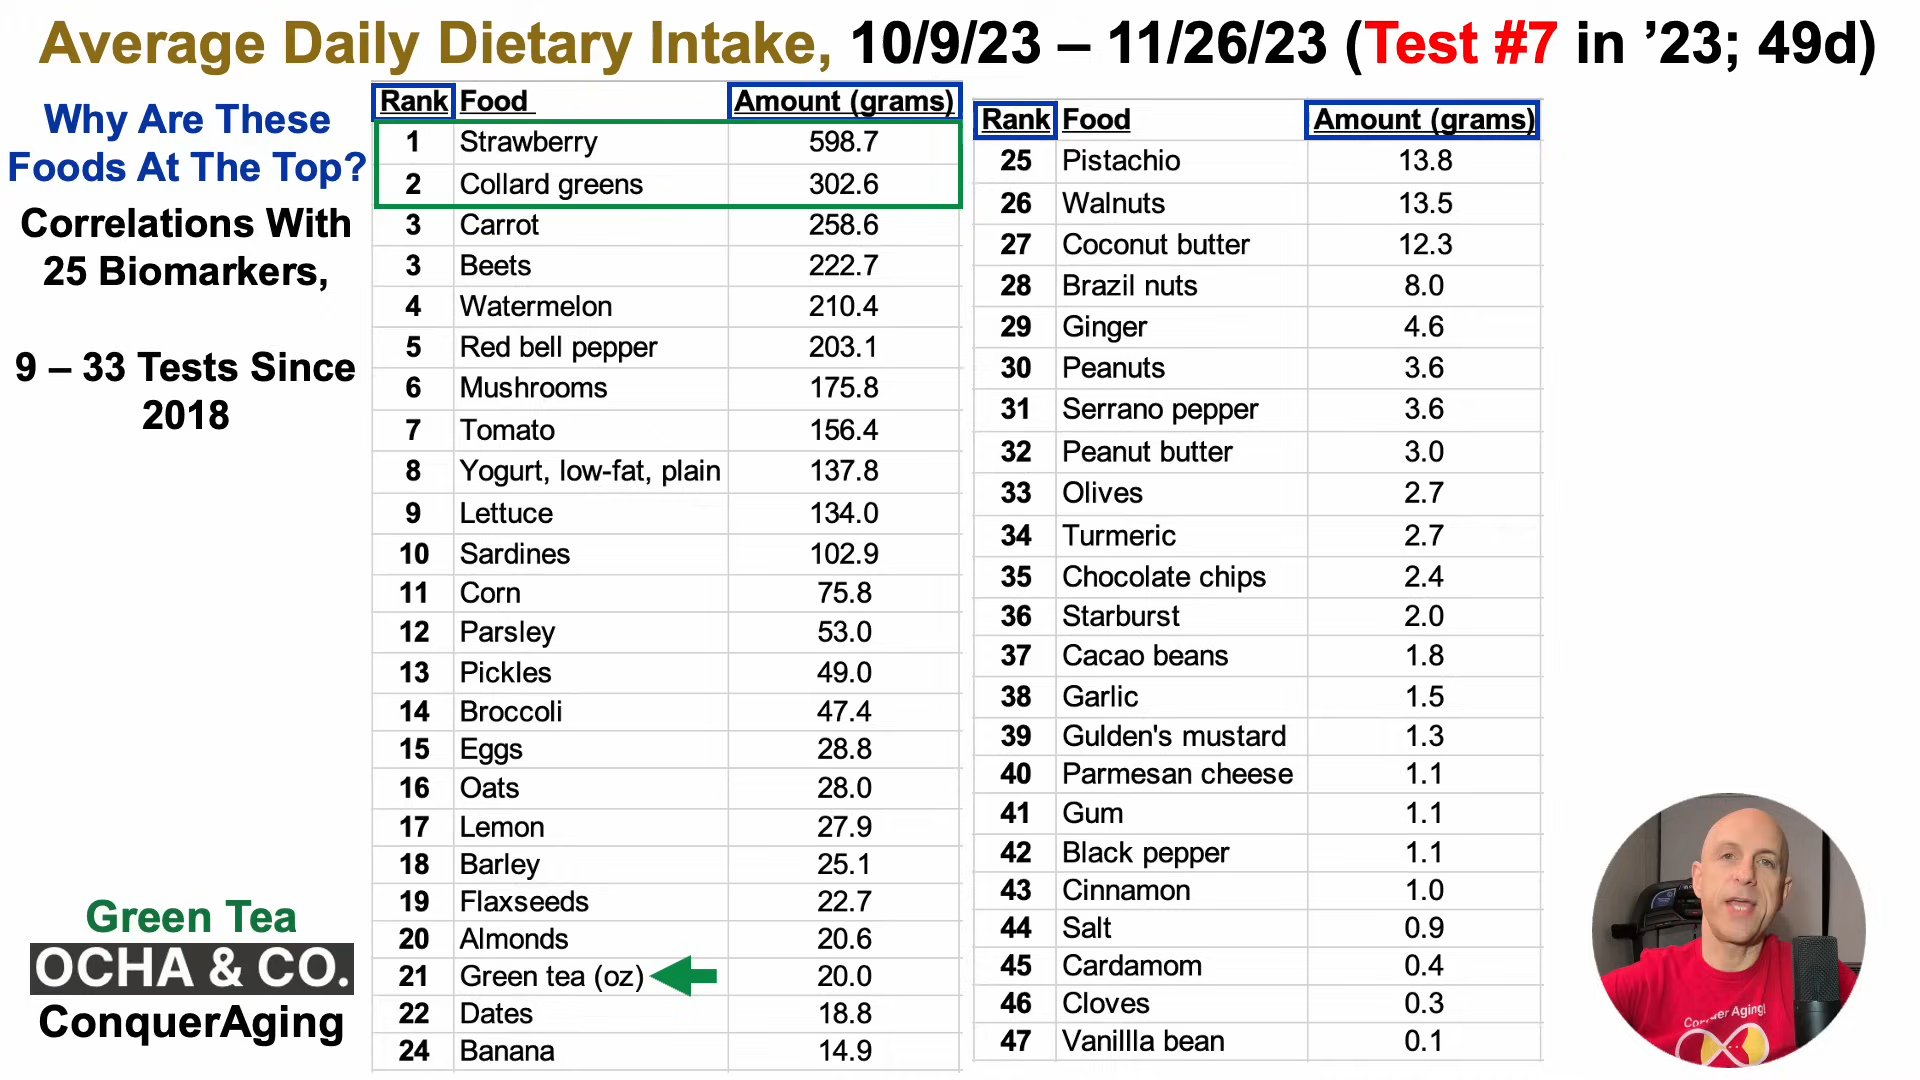 Average Daily Dietary Intake, 10/9/23 – 11/26/23 (Test #7 in ’23; 49d)
Why Are These
Foods At The Top?
Correlations With
25 Biomarkers,
9 – 33 Tests Since
2018
Green Tea
OCHA & CO.
ConquerAging
Rank Food Amount (grams)
1 Strawberry 598.7
2 Collard greens 302.6
3 Carrot 258.6
3 Beets 222.7
4 Watermelon 210.4
5 Red bell pepper 203.1
6 Mushrooms 175.8
7 Tomato 156.4
8 Yogurt, low-fat, plain 137.8
9 Lettuce 134.0
10 Sardines 102.9
11 Corn 75.8
12 Parsley 53.0
13 Pickles 49.0
14 Broccoli 47.4
15 Eggs 28.8
16 Oats 28.0
17 Lemon 27.9
18 Barley 25.1
19 Flaxseeds 22.7
20 Almonds 20.6
21 Green tea (oz) 20.0
22 Dates 18.8
24 Banana 14.9
Rank Food Amount (grams)
25 Pistachio 13.8
26 Walnuts 13.5
27 Coconut butter 12.3
28 Brazil nuts 8.0
29 Ginger 4.6
30 Peanuts 3.6
31 Serrano pepper 3.6
32 Peanut butter 3.0
33 Olives 2.7
34 Turmeric 2.7
35 Chocolate chips 2.4
36 Starburst 2.0
37 Cacao beans 1.8
38 Garlic 1.5
39 Gulden's mustard 1.3
40 Parmesan cheese 1.1
41 Gum 1.1
42 Black pepper 1.1
43 Cinnamon 1.0
44 Salt 0.9
45 Cardamom 0.4
46 Cloves 0.3
47 Vanillla bean 0.1
Aging!